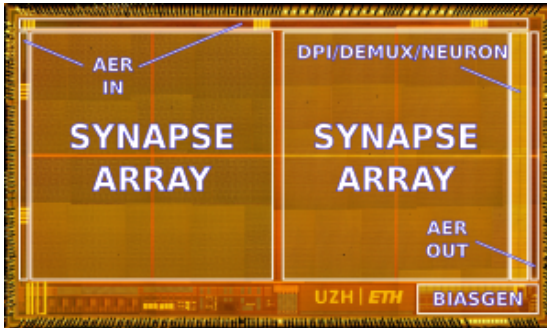 AER
IN
DPI/DEMUX/NEURON
SYNAPSE
ARRAY
SYNAPSE
ARRAY
AER
OUT
UZH | ETH
BIASGEN